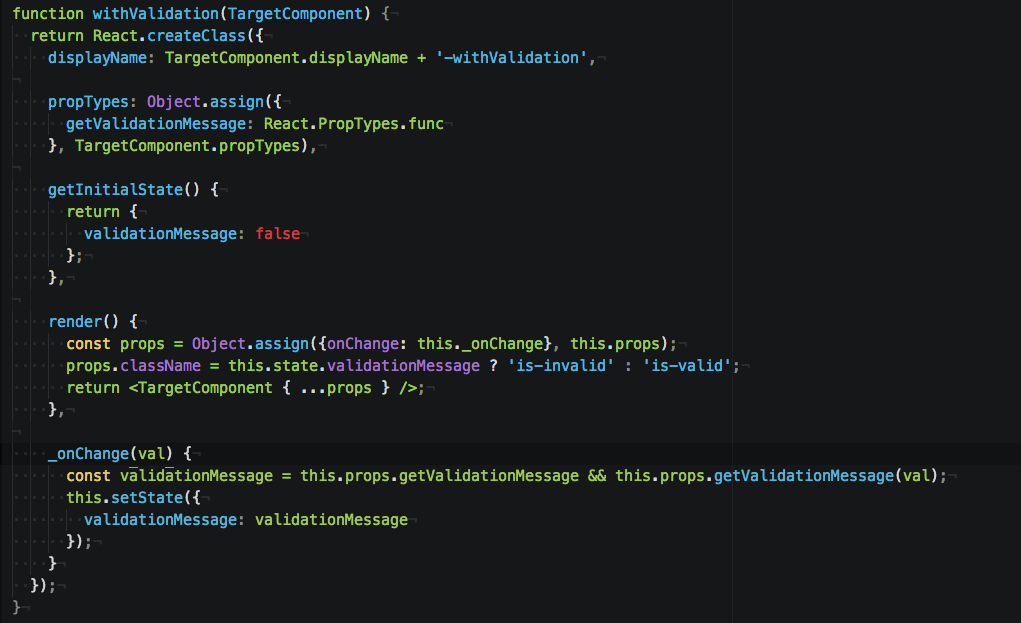 function withValidation(TargetComponent) {
  return React.createClass({
    displayName: TargetComponent.displayName + '-withValidation',

    propTypes: Object.assign({
      getValidationMessage: React.PropTypes.func
    }, TargetComponent.propTypes),

    getInitialState() {
      return {
        validationMessage: false
      };
    },

    render() {
      const props = Object.assign({onChange: this._onChange}, this.props);
      props.className = this.state.validationMessage ? 'is-invalid' : 'is-valid';
      return <TargetComponent { ...props } />;
    },

    _onChange(val) {
      const validationMessage = this.props.getValidationMessage && this.props.getValidationMessage(val);
      this.setState({
        validationMessage: validationMessage
      });
    }
  });
}